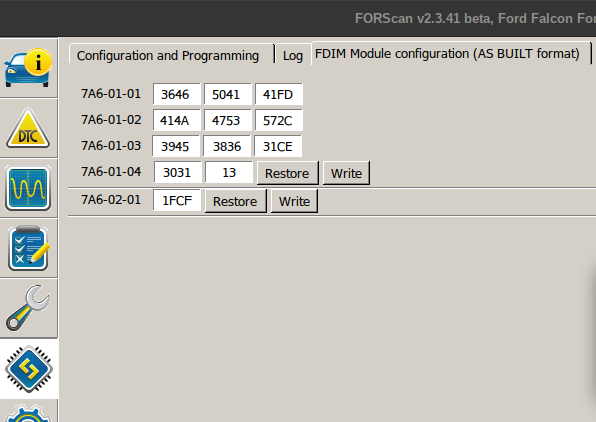 FORScan v2.3.41 beta, Ford Falcon For
Configuration and Programming Log FDIM Module configuration (AS BUILT format)
7A6-01-01 3646 5041 41FD
7A6-01-02 414A 4753 572C
DTC
7A6-01-03 3945 3836 31CE
7A6-01-04 3031 13 Restore Write
7A6-02-01 1FCF Restore Write